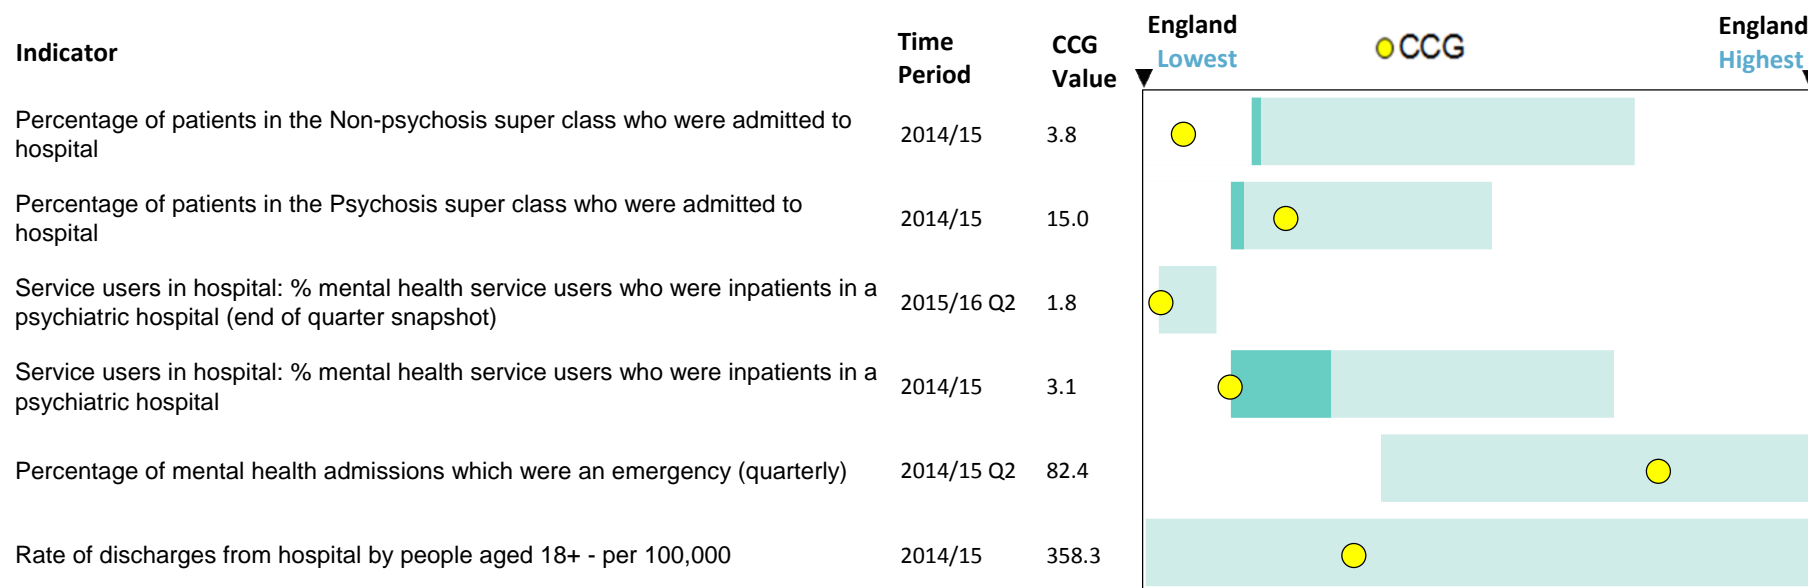 Indicator
Time
Period
CCG
Value
England
Lowest
CCG
England
Highest
Percentage of patients in the Non-psychosis super class who were admitted to
hospital
2014/15
3.8
Percentage of patients in the Psychosis super class who were admitted to
hospital
2014/15
15.0
Service users in hospital: % mental health service users who were inpatients in a
psychiatric hospital (end of quarter snapshot)
2015/16 Q2
1.8
Service users in hospital: % mental health service users who were inpatients in a
psychiatric hospital
2014/15
3.1
Percentage of mental health admissions which were an emergency (quarterly)
2014/15 Q2
82.4
Rate of discharges from hospital by people aged 18+ - per 100,000
2014/15
358.3